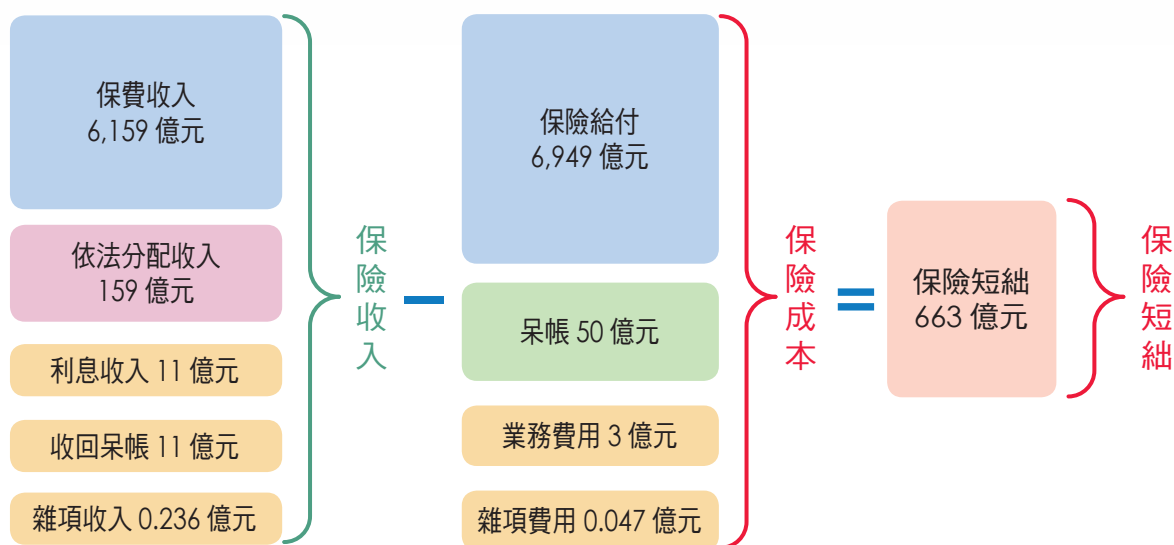 保費收入
6,159 億元
依法分配收入
159 億元
利息收入 11 億元
收回呆帳 11 億元
雜項收入 0.236 億元
保險收入
保險給付
6,949 億元
呆帳 50 億元
業務費用 3 億元
雜項費用 0.047 億元
保險成本
保險短絀
663 億元
保險短絀